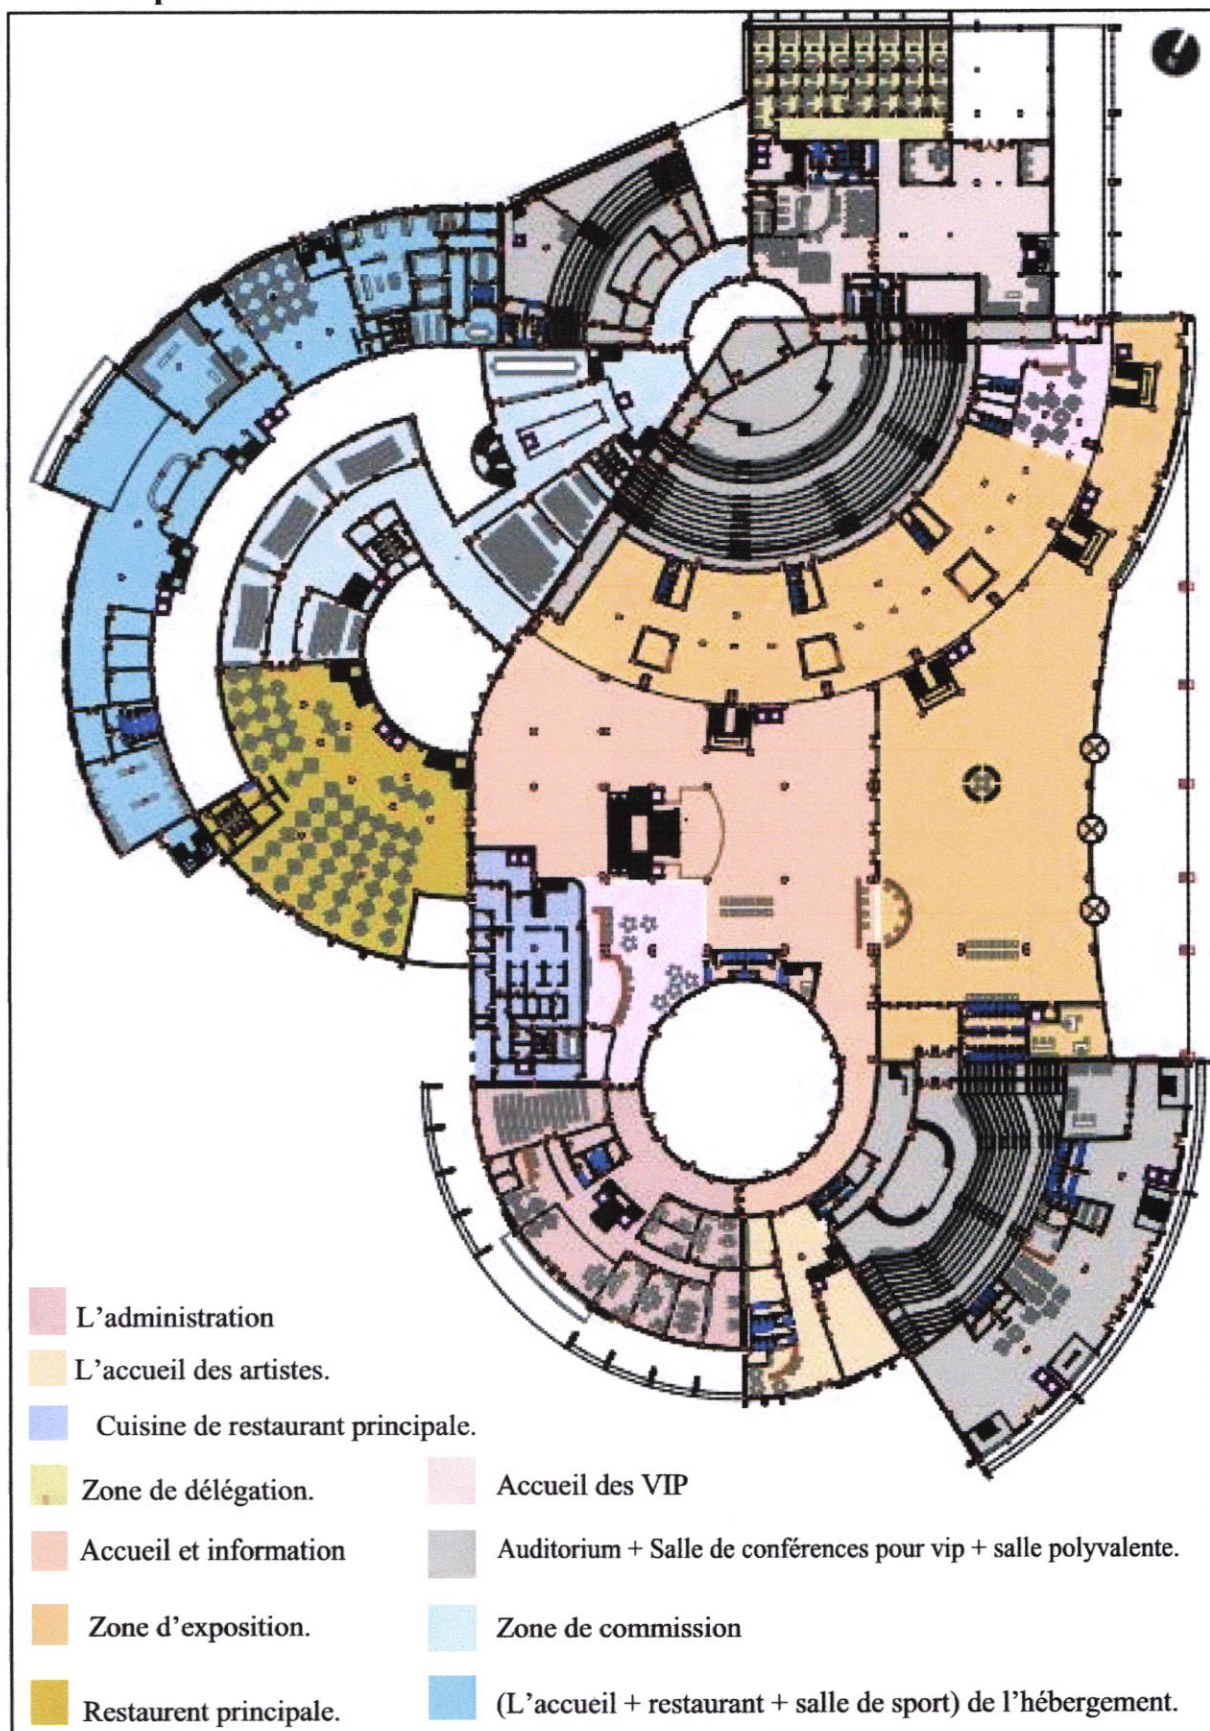 L'administration
L'accueil des artistes.
Cuisine de restaurant principale.
Zone de délégation.
Accueil des VIP
Accueil et information
Auditorium + Salle de conférences pour vip + salle polyvalente.
Zone d'exposition.
Zone de commission
Restaurent principale.
(L'accueil + restaurant + salle de sport) de l'hébergement.